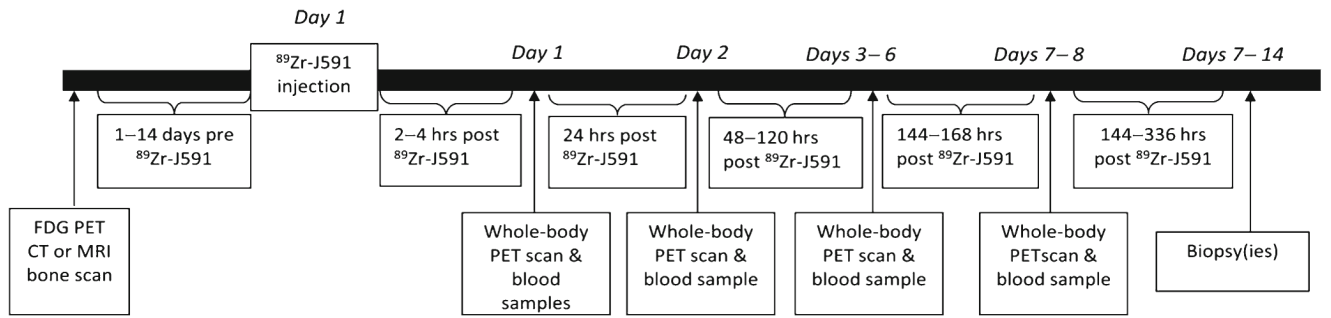 Day 1
⁸⁹Zr-J591
injection
Day 1
Day 2
Days 3–6
Days 7–8
Days 7–14
1–14 days pre
⁸⁹Zr-J591
2–4 hrs post
⁸⁹Zr-J591
24 hrs post
⁸⁹Zr-J591
48–120 hrs
post ⁸⁹Zr-J591
144–168 hrs
post ⁸⁹Zr-J591
144–336 hrs
post ⁸⁹Zr-J591
FDG PET
CT or MRI
bone scan
Whole-body
PET scan &
blood
samples
Whole-body
PET scan &
blood sample
Whole-body
PET scan &
blood sample
Whole-body
PETscan &
blood sample
Biopsy(ies)